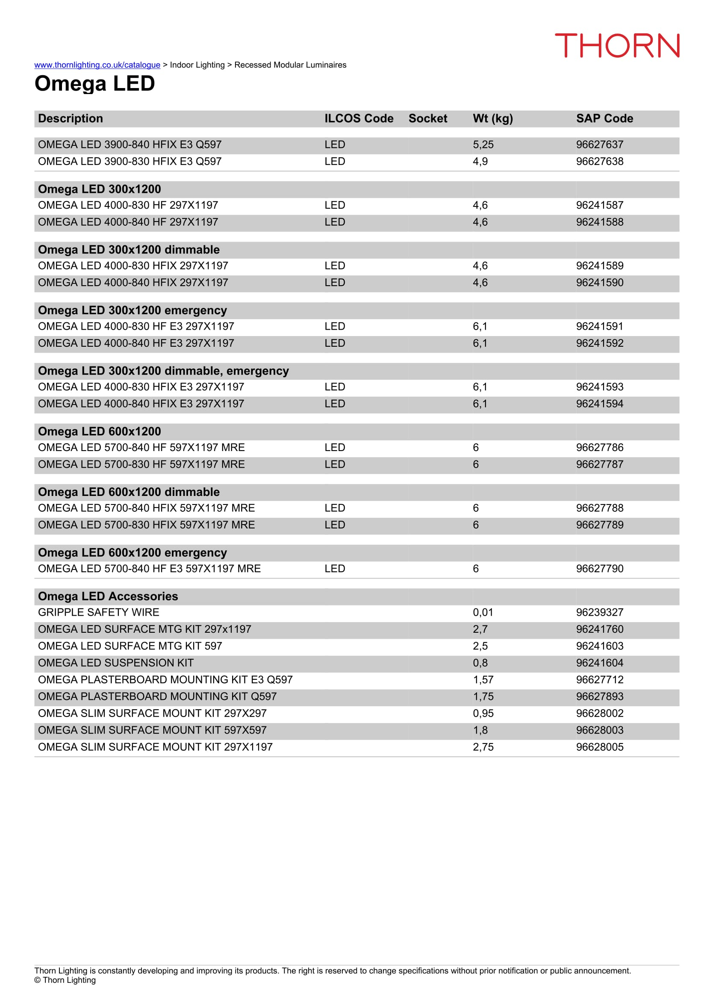 THORN
www.thornlighting.co.uk/catalogue > Indoor Lighting > Recessed Modular Luminaires
Omega LED
Description ILCOS Code Socket Wt (kg) SAP Code
OMEGA LED 3900-840 HFIX E3 Q597 LED 5,25 96627637
OMEGA LED 3900-830 HFIX E3 Q597 LED 4,9 96627638
Omega LED 300x1200
OMEGA LED 4000-830 HF 297X1197 LED 4,6 96241587
OMEGA LED 4000-840 HF 297X1197 LED 4,6 96241588
Omega LED 300x1200 dimmable
OMEGA LED 4000-830 HFIX 297X1197 LED 4,6 96241589
OMEGA LED 4000-840 HFIX 297X1197 LED 4,6 96241590
Omega LED 300x1200 emergency
OMEGA LED 4000-830 HF E3 297X1197 LED 6,1 96241591
OMEGA LED 4000-840 HF E3 297X1197 LED 6,1 96241592
Omega LED 300x1200 dimmable, emergency
OMEGA LED 4000-830 HFIX E3 297X1197 LED 6,1 96241593
OMEGA LED 4000-840 HFIX E3 297X1197 LED 6,1 96241594
Omega LED 600x1200
OMEGA LED 5700-840 HF 597X1197 MRE LED 6 96627786
OMEGA LED 5700-830 HF 597X1197 MRE LED 6 96627787
Omega LED 600x1200 dimmable
OMEGA LED 5700-840 HFIX 597X1197 MRE LED 6 96627788
OMEGA LED 5700-830 HFIX 597X1197 MRE LED 6 96627789
Omega LED 600x1200 emergency
OMEGA LED 5700-840 HF E3 597X1197 MRE LED 6 96627790
Omega LED Accessories
GRIPPLE SAFETY WIRE 0,01 96239327
OMEGA LED SURFACE MTG KIT 297x1197 2,7 96241760
OMEGA LED SURFACE MTG KIT 597 2,5 96241603
OMEGA LED SUSPENSION KIT 0,8 96241604
OMEGA PLASTERBOARD MOUNTING KIT E3 Q597 1,57 96627712
OMEGA PLASTERBOARD MOUNTING KIT Q597 1,75 96627893
OMEGA SLIM SURFACE MOUNT KIT 297X297 0,95 96628002
OMEGA SLIM SURFACE MOUNT KIT 597X597 1,8 96628003
OMEGA SLIM SURFACE MOUNT KIT 297X1197 2,75 96628005
Thorn Lighting is constantly developing and improving its products. The right is reserved to change specifications without prior notification or public announcement.
© Thorn Lighting